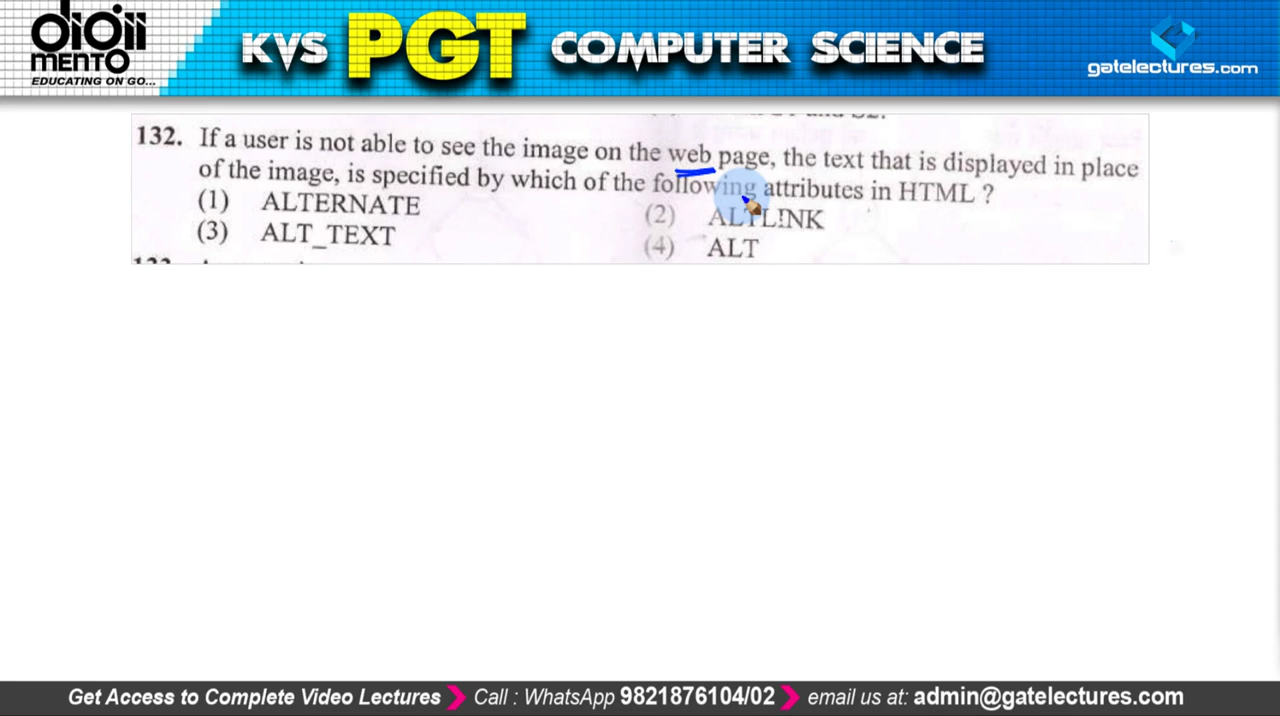 digii
mento
EDUCATING ON GO...
KVS PGT COMPUTER SCIENCE
gatelectures.com
132. If a user is not able to see the image on the web page, the text that is displayed in place
of the image, is specified by which of the following attributes in HTML ?
(1) ALTERNATE
(2) ALTLINK
(3) ALT_TEXT
(4) ALT
Get Access to Complete Video Lectures Call : WhatsApp 9821876104/02 email us at: admin@gatelectures.com